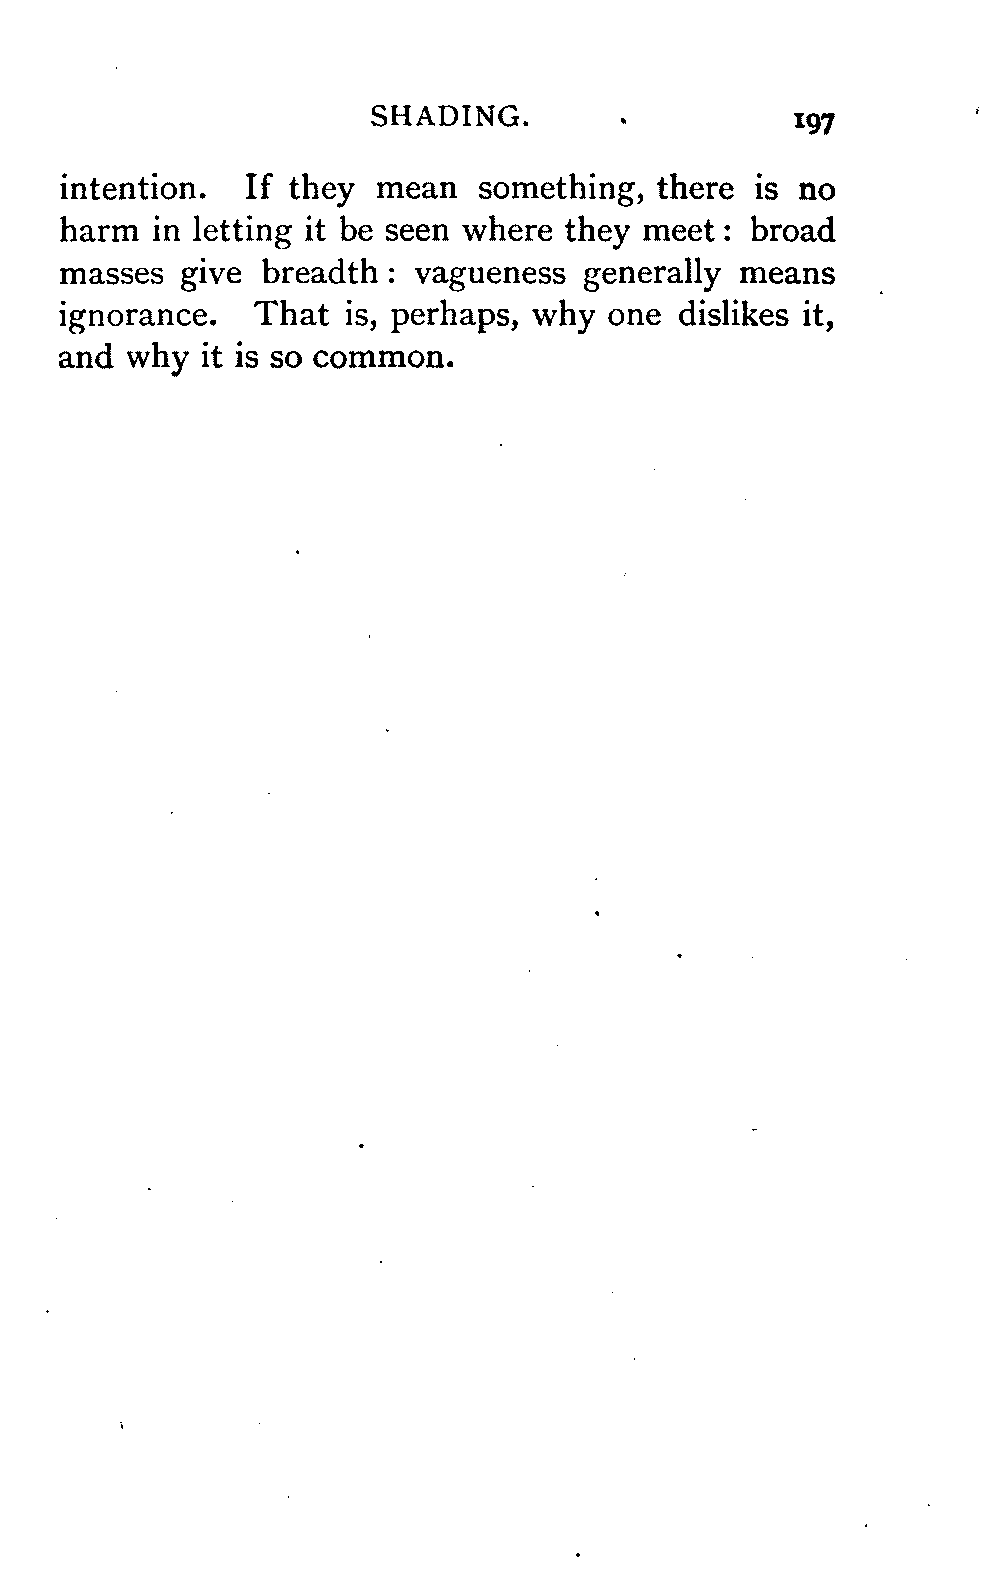 SHADING. 197
intention. If they mean something, there is no
harm in letting it be seen where they meet : broad
masses give breadth : vagueness generally means
ignorance. That is, perhaps, why one dislikes it,
and why it is so common.